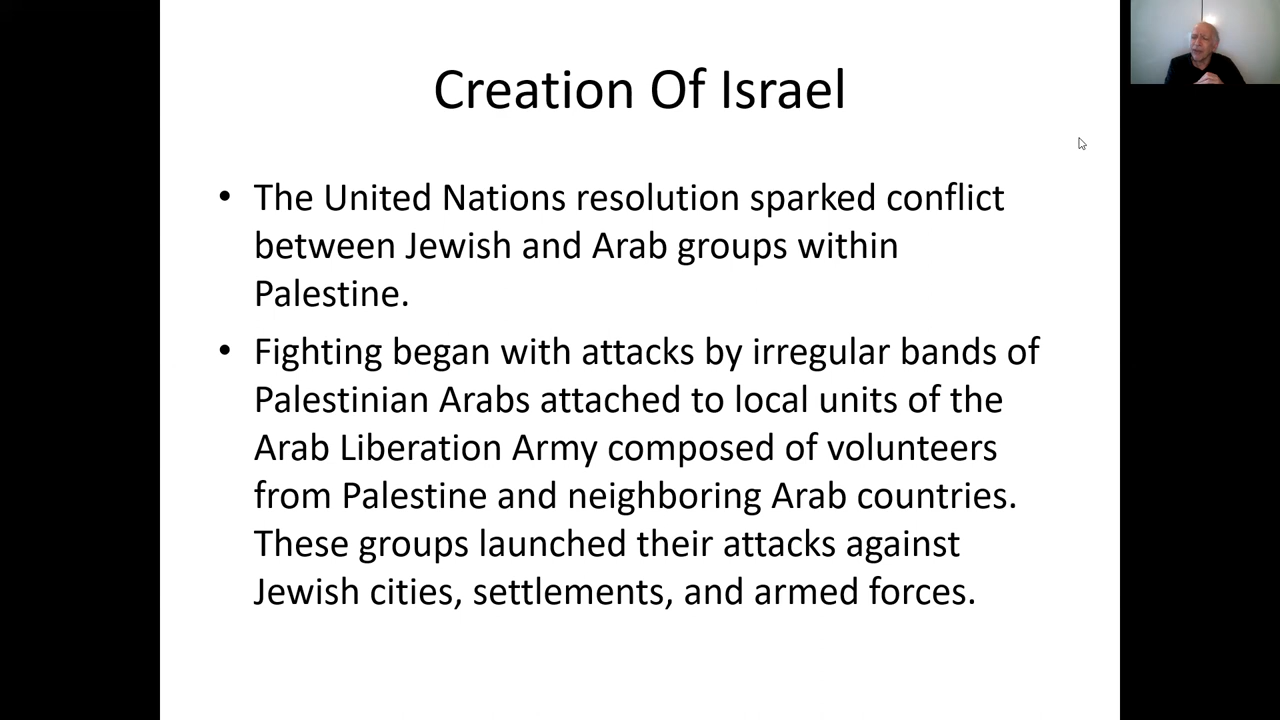 Creation Of Israel
• The United Nations resolution sparked conflict
between Jewish and Arab groups within
Palestine.
• Fighting began with attacks by irregular bands of
Palestinian Arabs attached to local units of the
Arab Liberation Army composed of volunteers
from Palestine and neighboring Arab countries.
These groups launched their attacks against
Jewish cities, settlements, and armed forces.